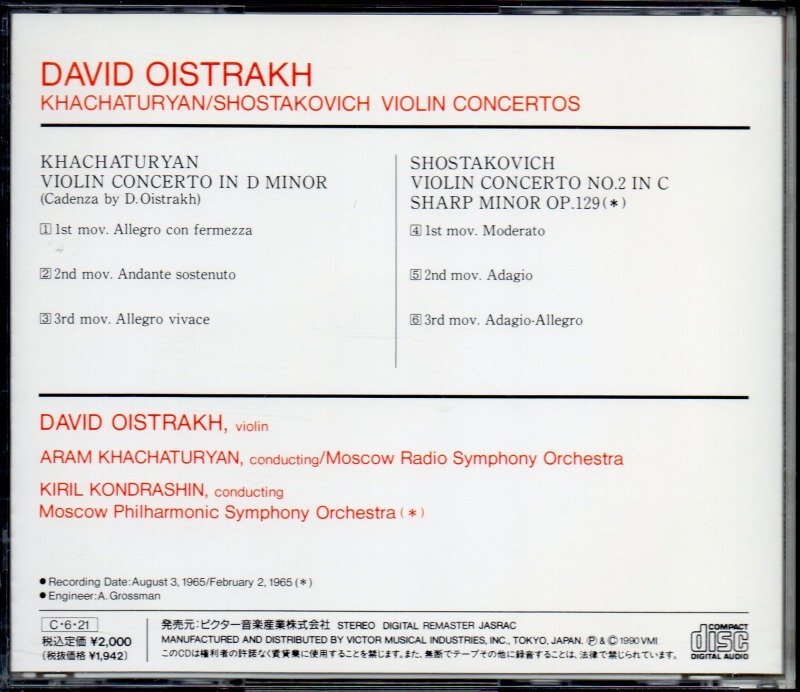 DAVID OISTRAKH
KHACHATURYAN/SHOSTAKOVICH VIOLIN CONCERTOS
KHACHATURYAN
VIOLIN CONCERTO IN D MINOR
(Cadenza by D.Oistrakh)
1 1st mov. Allegro con fermezza
2 2nd mov. Andante sostenuto
3 3rd mov. Allegro vivace
SHOSTAKOVICH
VIOLIN CONCERTO NO.2 IN C
SHARP MINOR OP.129(*)
4 1st mov. Moderato
5 2nd mov. Adagio
6 3rd mov. Adagio-Allegro
DAVID OISTRAKH, violin
ARAM KHACHATURYAN, conducting/Moscow Radio Symphony Orchestra
KIRIL KONDRASHIN, conducting
Moscow Philharmonic Symphony Orchestra(*)
●Recording Date:August 3, 1965/February 2, 1965(*)
●Engineer:A.Grossman
C・6・21
税込定価 ¥2,000
(税抜価格 ¥1,942)
発売元:ビクター音楽産業株式会社 STEREO DIGITAL REMASTER JASRAC
MANUFACTURED AND DISTRIBUTED BY VICTOR MUSICAL INDUSTRIES, INC., TOKYO, JAPAN. Ⓟ & © 1990 VMI
このCDは権利者の許諾なく賃貸業に使用することを禁じます。また、無断でテープその他に録音することは、法律で禁じられています。
COMPACT
disc
DIGITAL AUDIO